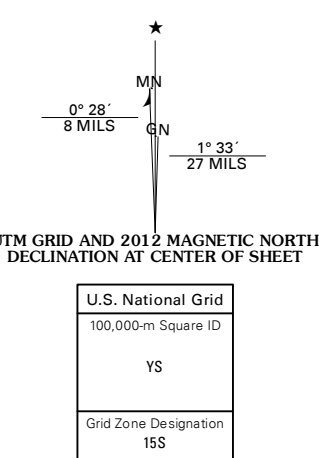 ★
MN
0° 28´
8 MILS
GN
1° 33´
27 MILS
UTM GRID AND 2012 MAGNETIC NORTH
DECLINATION AT CENTER OF SHEET
U.S. National Grid
100,000-m Square ID
YS
Grid Zone Designation
15S